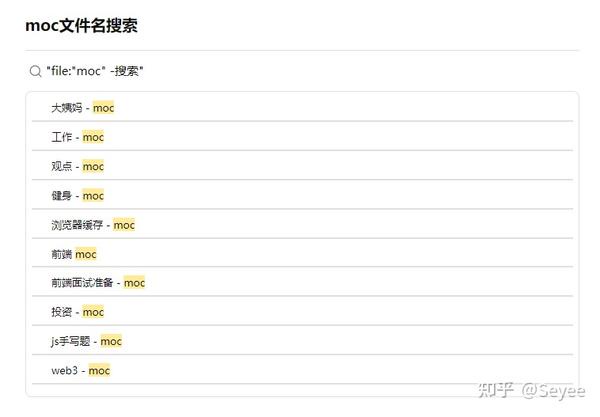 moc文件名搜索
"file:"moc" -搜索"
大姨妈 - moc
工作 - moc
观点 - moc
健身 - moc
浏览器缓存 - moc
前端 moc
前端面试准备 - moc
投资 - moc
js手写题 - moc
web3 - moc
知乎 @Seyee